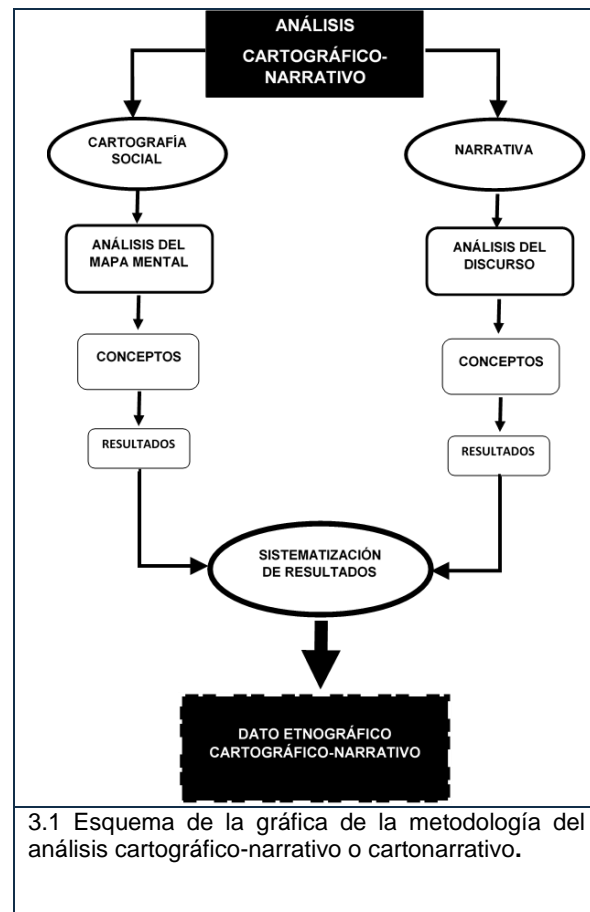 ANÁLISIS
CARTOGRÁFICO-
NARRATIVO
CARTOGRAFÍA
SOCIAL
NARRATIVA
ANÁLISIS DEL
MAPA MENTAL
ANÁLISIS DEL
DISCURSO
CONCEPTOS
CONCEPTOS
RESULTADOS
RESULTADOS
SISTEMATIZACIÓN
DE RESULTADOS
DATO ETNOGRÁFICO
CARTOGRÁFICO-NARRATIVO
3.1 Esquema de la gráfica de la metodología del
análisis cartográfico-narrativo o cartonarrativo.